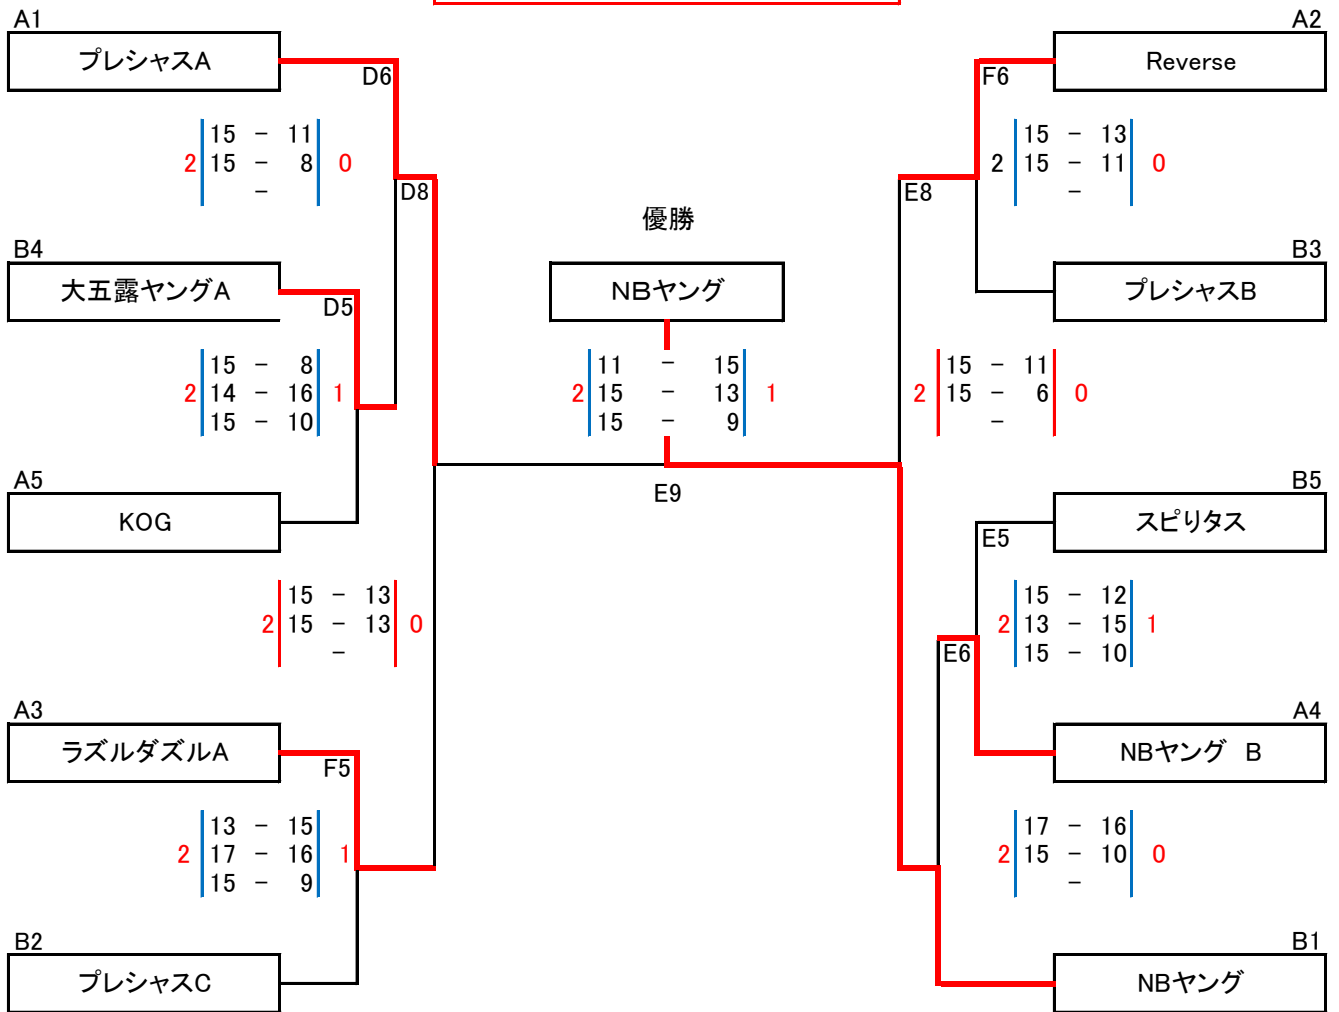 A1
A2
プレシャスA
Reverse
D6
F6
15 - 11
2 15 - 8 0
-
15 - 13
2 15 - 11 0
-
D8
E8
優勝
B4
B3
大五露ヤングA
NBヤング
プレシャスB
D5
15 - 8
2 14 - 16 1
15 - 10
11 - 15
2 15 - 13 1
15 - 9
15 - 11
2 15 - 6 0
-
A5
B5
KOG
E9
スピりタス
E5
15 - 13
2 15 - 13 0
-
15 - 12
2 13 - 15 1
15 - 10
E6
A3
A4
ラズルダズルA
NBヤング B
F5
13 - 15
2 17 - 16 1
15 - 9
17 - 16
2 15 - 10 0
-
B2
B1
プレシャスC
NBヤング